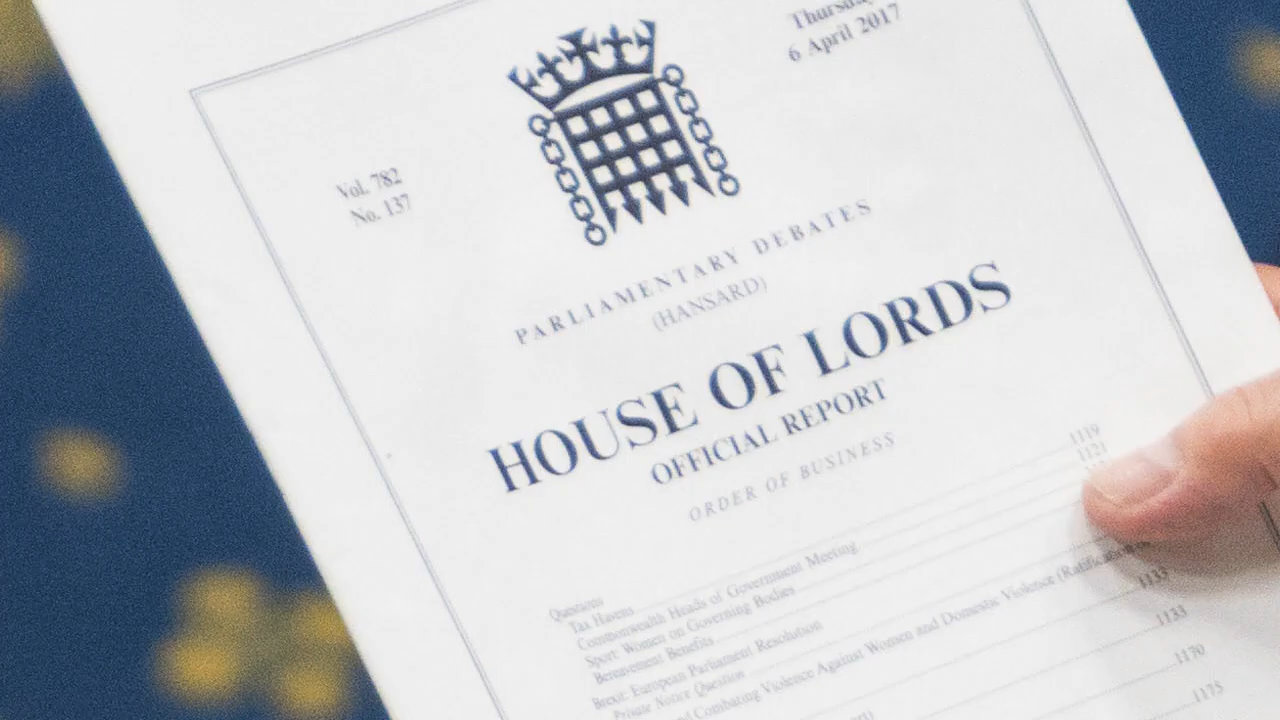 6 April 2017
Vol. 782
No. 137
PARLIAMENTARY DEBATES
(HANSARD)
HOUSE OF LORDS
OFFICIAL REPORT
ORDER OF BUSINESS
Questions
Tax Havens 1119
Commonwealth Heads of Government Meeting 1121
Sport: Women on Governing Bodies
Bereavement Benefits
Brexit: European Parliament Resolution
Private Notice Question 1133
and Combating Violence Against Women and Domestic Violence 1133
1170
1175